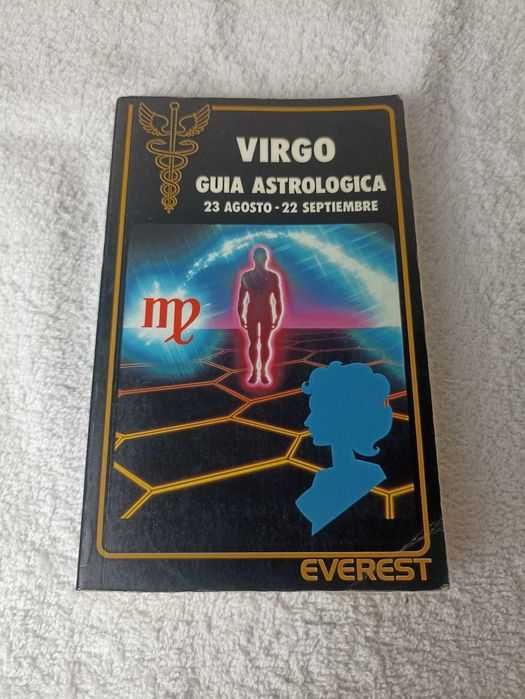 VIRGO
GUIA ASTROLOGICA
23 AGOSTO - 22 SEPTIEMBRE
♍
EVEREST